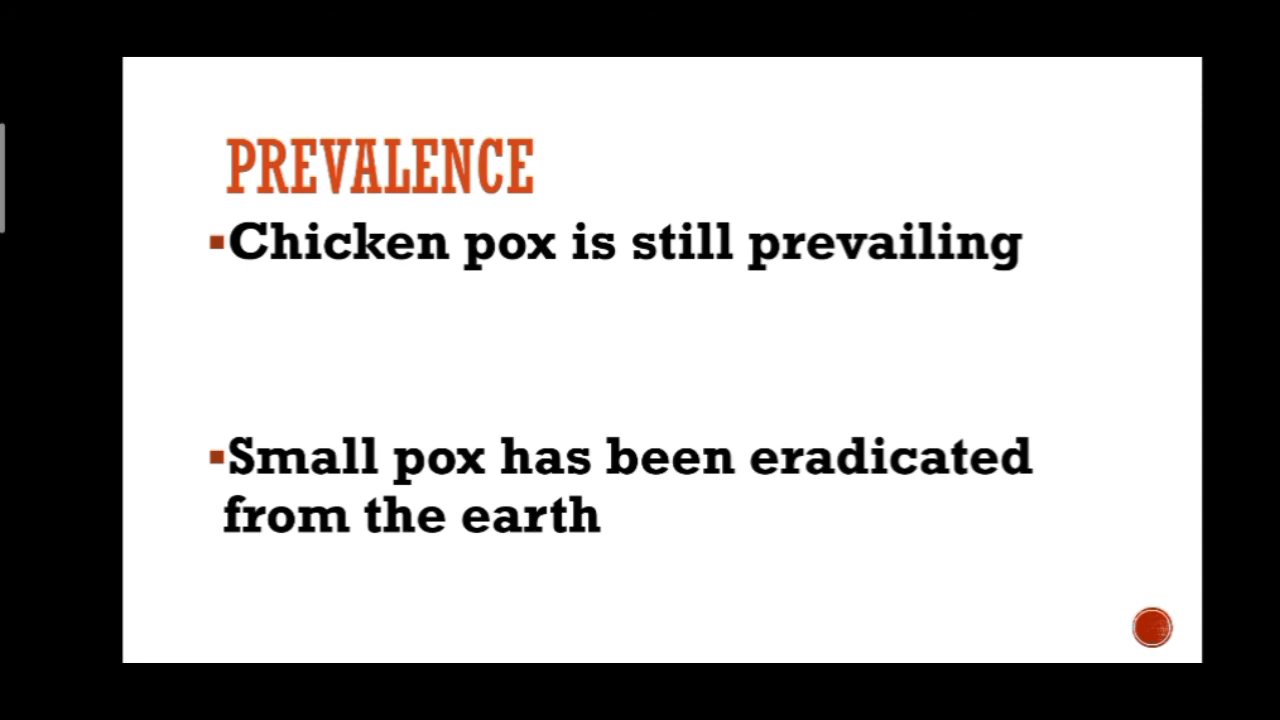 PREVALENCE
▪Chicken pox is still prevailing
▪Small pox has been eradicated
from the earth